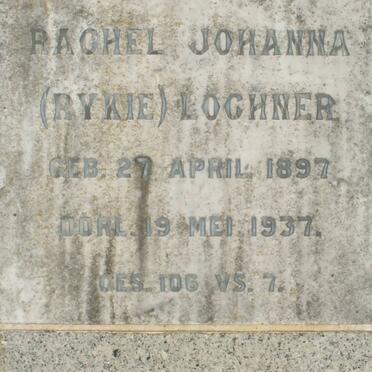 RACHEL JOHANNA
(RYKIE) LOCHNER
GEB. 27 APRIL 1897
OORL. 19 MEI 1937.
GES. 106 VS. 7.